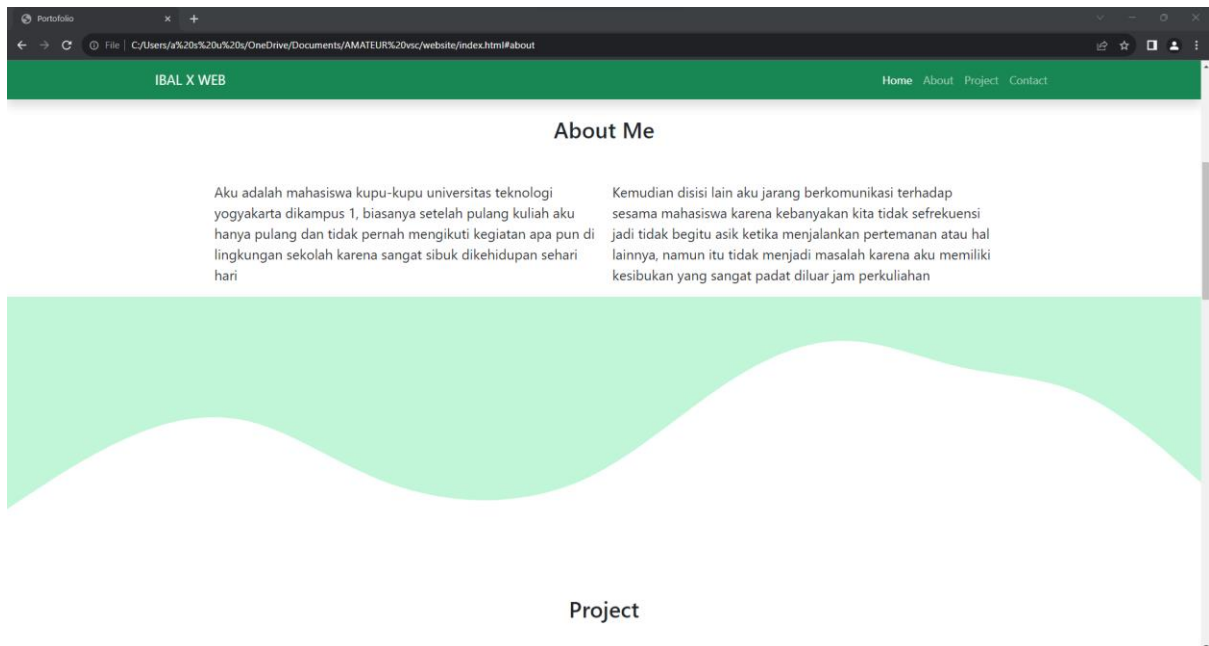 Portofolio
File | C:/Users/a%20s%20u%20s/OneDrive/Documents/AMATEUR%20vsc/website/index.html#about
IBAL X WEB
Home About Project Contact
About Me
Aku adalah mahasiswa kupu-kupu universitas teknologi
yogyakarta dikampus 1, biasanya setelah pulang kuliah aku
hanya pulang dan tidak pernah mengikuti kegiatan apa pun di
lingkungan sekolah karena sangat sibuk dikehidupan sehari
hari
Kemudian disisi lain aku jarang berkomunikasi terhadap
sesama mahasiswa karena kebanyakan kita tidak sefrekuensi
jadi tidak begitu asik ketika menjalankan pertemanan atau hal
lainnya, namun itu tidak menjadi masalah karena aku memiliki
kesibukan yang sangat padat diluar jam perkuliahan
Project